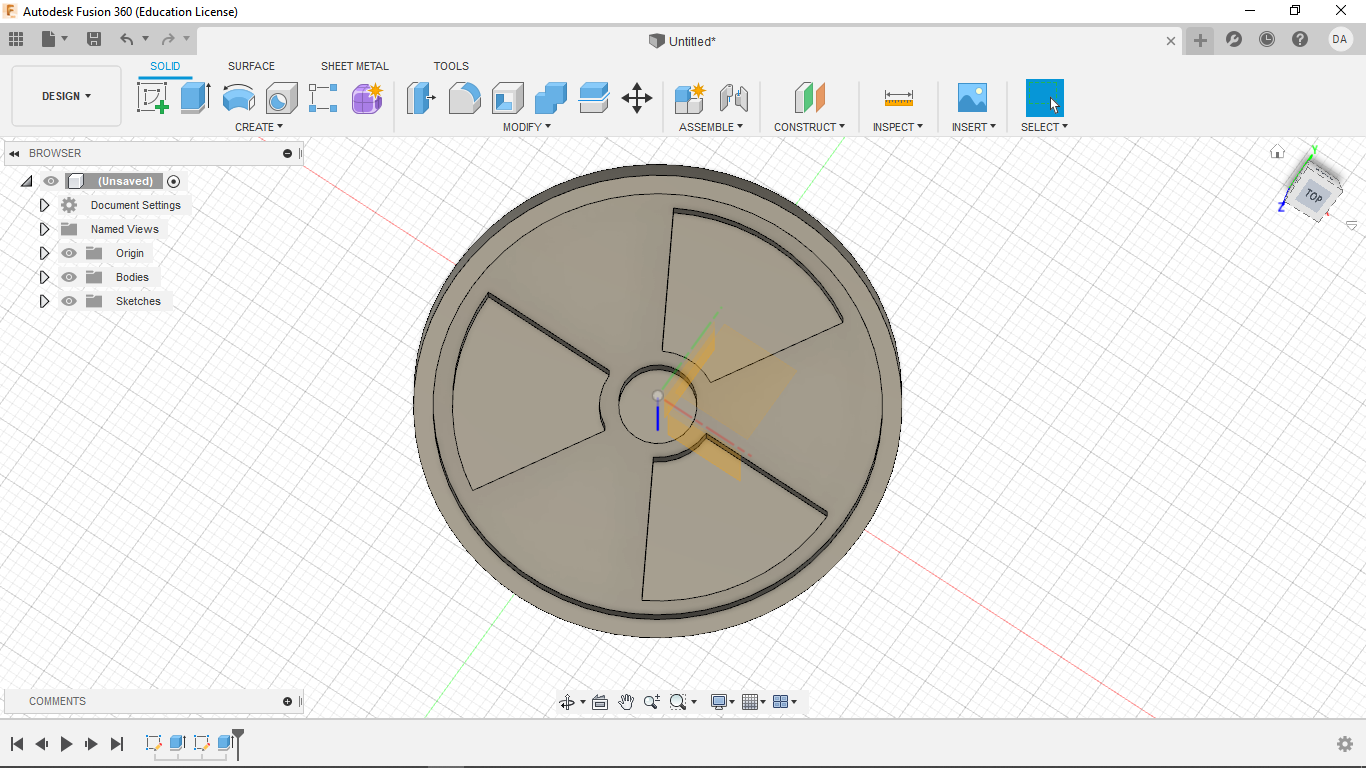 Autodesk Fusion 360 (Education License)
Untitled*
DA
SOLID SURFACE SHEET METAL TOOLS
DESIGN
CREATE MODIFY ASSEMBLE CONSTRUCT INSPECT INSERT SELECT
BROWSER
(Unsaved)
Document Settings
Named Views
Origin
Bodies
Sketches
Y
TOP
Z
COMMENTS